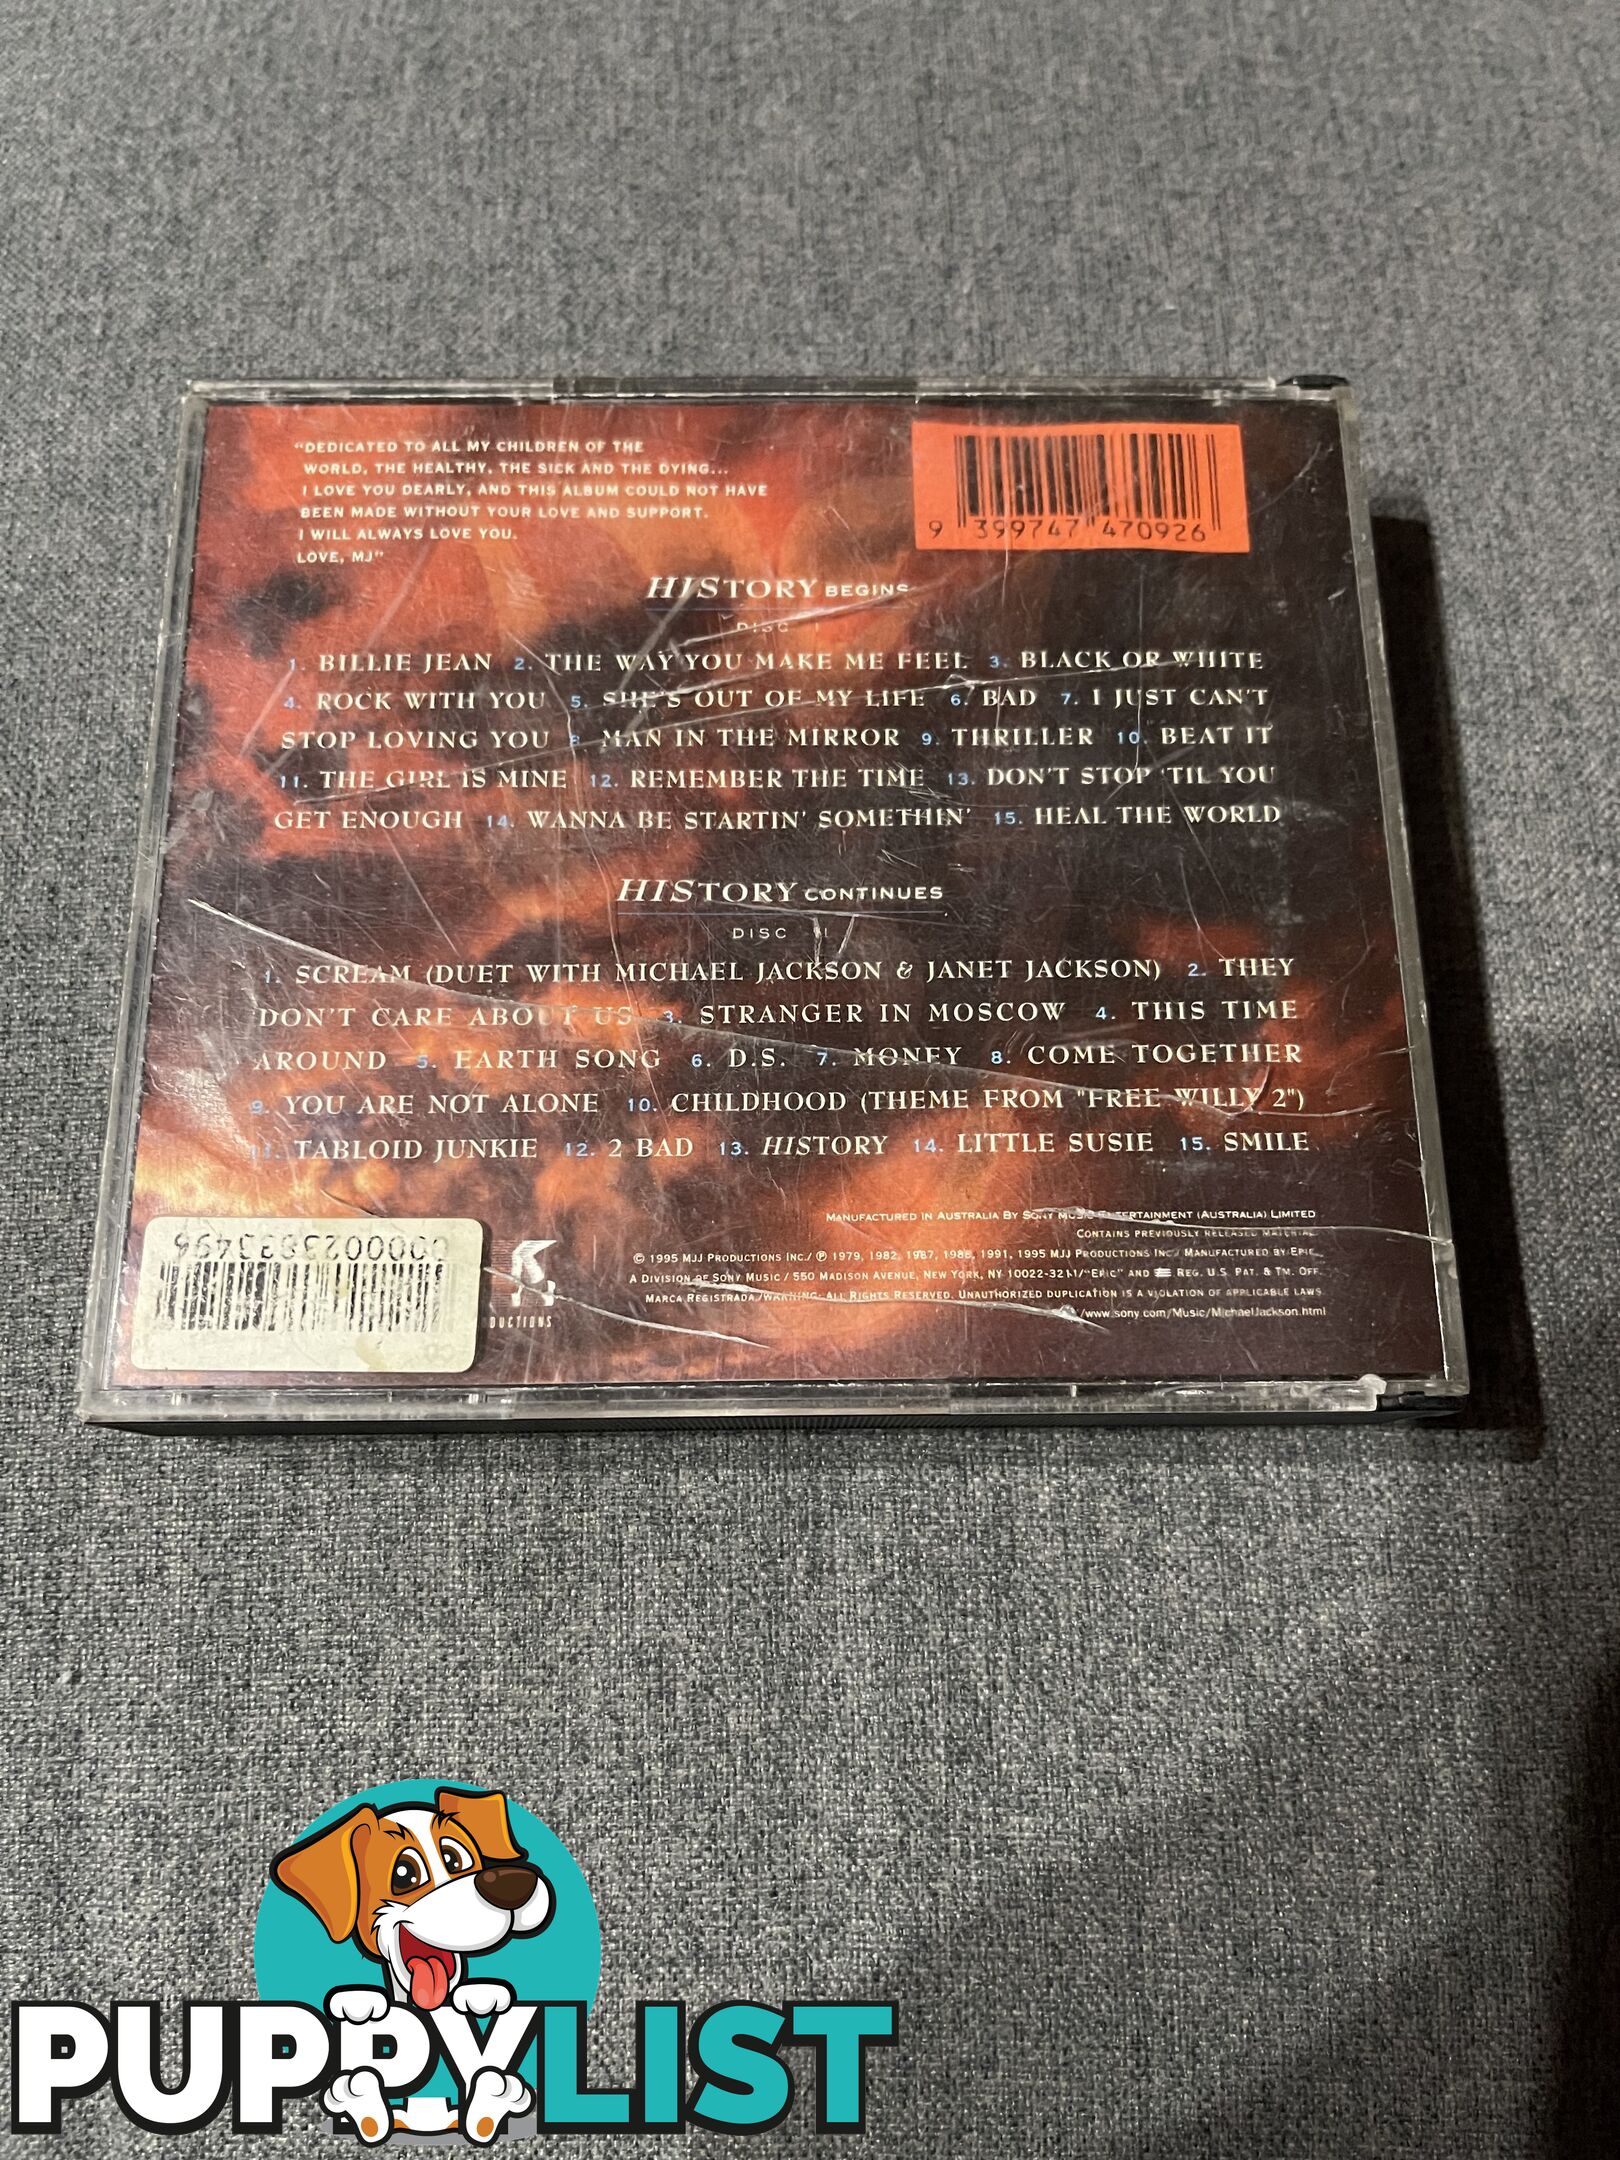 "DEDICATED TO ALL MY CHILDREN OF THE
WORLD, THE HEALTHY, THE SICK AND THE DYING...
I LOVE YOU DEARLY, AND THIS ALBUM COULD NOT HAVE
BEEN MADE WITHOUT YOUR LOVE AND SUPPORT.
I WILL ALWAYS LOVE YOU.
LOVE, MJ"
9 399747 470926
HISTORY BEGINS
DISC I
1. BILLIE JEAN 2. THE WAY YOU MAKE ME FEEL 3. BLACK OR WHITE
4. ROCK WITH YOU 5. SHE'S OUT OF MY LIFE 6. BAD 7. I JUST CAN'T
STOP LOVING YOU 8 MAN IN THE MIRROR 9. THRILLER 10. BEAT IT
11. THE GIRL IS MINE 12. REMEMBER THE TIME 13. DON'T STOP 'TIL YOU
GET ENOUGH 14. WANNA BE STARTIN' SOMETHIN' 15. HEAL THE WORLD
HISTORY CONTINUES
DISC II
1. SCREAM (DUET WITH MICHAEL JACKSON & JANET JACKSON) 2. THEY
DON'T CARE ABOUT US 3. STRANGER IN MOSCOW 4. THIS TIME
AROUND 5. EARTH SONG 6. D.S. 7. MONEY 8. COME TOGETHER
9. YOU ARE NOT ALONE 10. CHILDHOOD (THEME FROM "FREE WILLY 2")
11. TABLOID JUNKIE 12. 2 BAD 13. HISTORY 14. LITTLE SUSIE 15. SMILE
MANUFACTURED IN AUSTRALIA BY SONY MUSIC ENTERTAINMENT (AUSTRALIA) LIMITED
CONTAINS PREVIOUSLY RELEASED MATERIAL
© 1995 MJJ PRODUCTIONS INC./ ℗ 1979, 1982, 1987, 1988, 1991, 1995 MJJ PRODUCTIONS INC./ MANUFACTURED BY EPIC,
A DIVISION OF SONY MUSIC / 550 MADISON AVENUE, NEW YORK, NY 10022-3211/"EPIC" AND REG. U.S. PAT. & TM. OFF.
MARCA REGISTRADA./WARNING: ALL RIGHTS RESERVED. UNAUTHORIZED DUPLICATION IS A VIOLATION OF APPLICABLE LAWS
/www.sony.com/Music/MichaelJackson.html
DUCTIONS
CD
PUPPYLIST